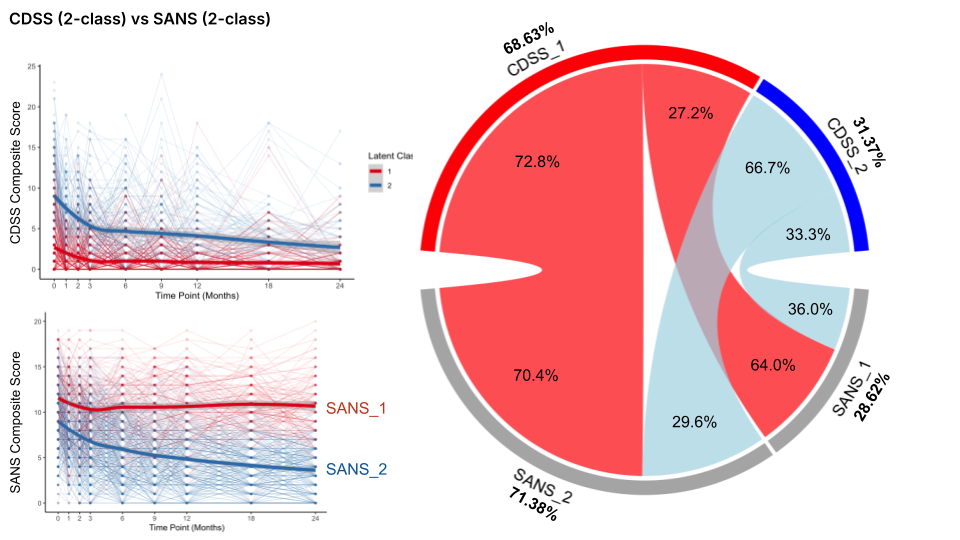 CDSS (2-class) vs SANS (2-class)
CDSS Composite Score
25
20
15
10
5
0
0 1 2 3 6 9 12 18 24
Time Point (Months)
Latent Clas
1
2
SANS Composite Score
20
15
10
5
0
0 1 2 3 6 9 12 18 24
Time Point (Months)
SANS_1
SANS_2
68.63%
CDSS_1
31.37%
CDSS_2
72.8%
27.2%
66.7%
33.3%
36.0%
64.0%
70.4%
29.6%
SANS_1
28.62%
SANS_2
71.38%